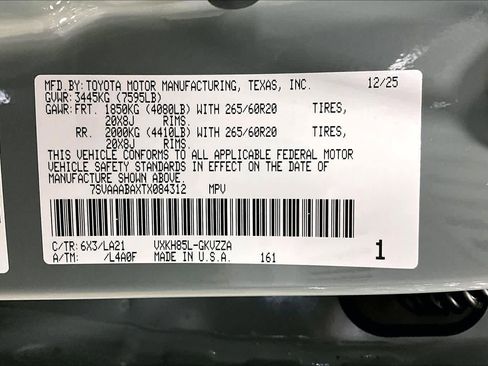 MFD.BY: TOYOTA MOTOR MANUFACTURING, TEXAS, INC. 12/25
GVWR: 3445KG (7595LB)
GAWR: FRT. 1850KG (4080LB) WITH 265/60R20 TIRES,
20X8J RIMS.
RR. 2000KG (4410LB) WITH 265/60R20 TIRES,
20X8J RIMS.
THIS VEHICLE CONFORMS TO ALL APPLICABLE FEDERAL MOTOR
VEHICLE SAFETY STANDARDS IN EFFECT ON THE DATE OF
MANUFACTURE SHOWN ABOVE.
7SVAAABAXTX084312 MPV
C/TR: 6X3/LA21 VXKH85L-GKVZZA
A/TM: /L4A0F MADE IN U.S.A. 161 1